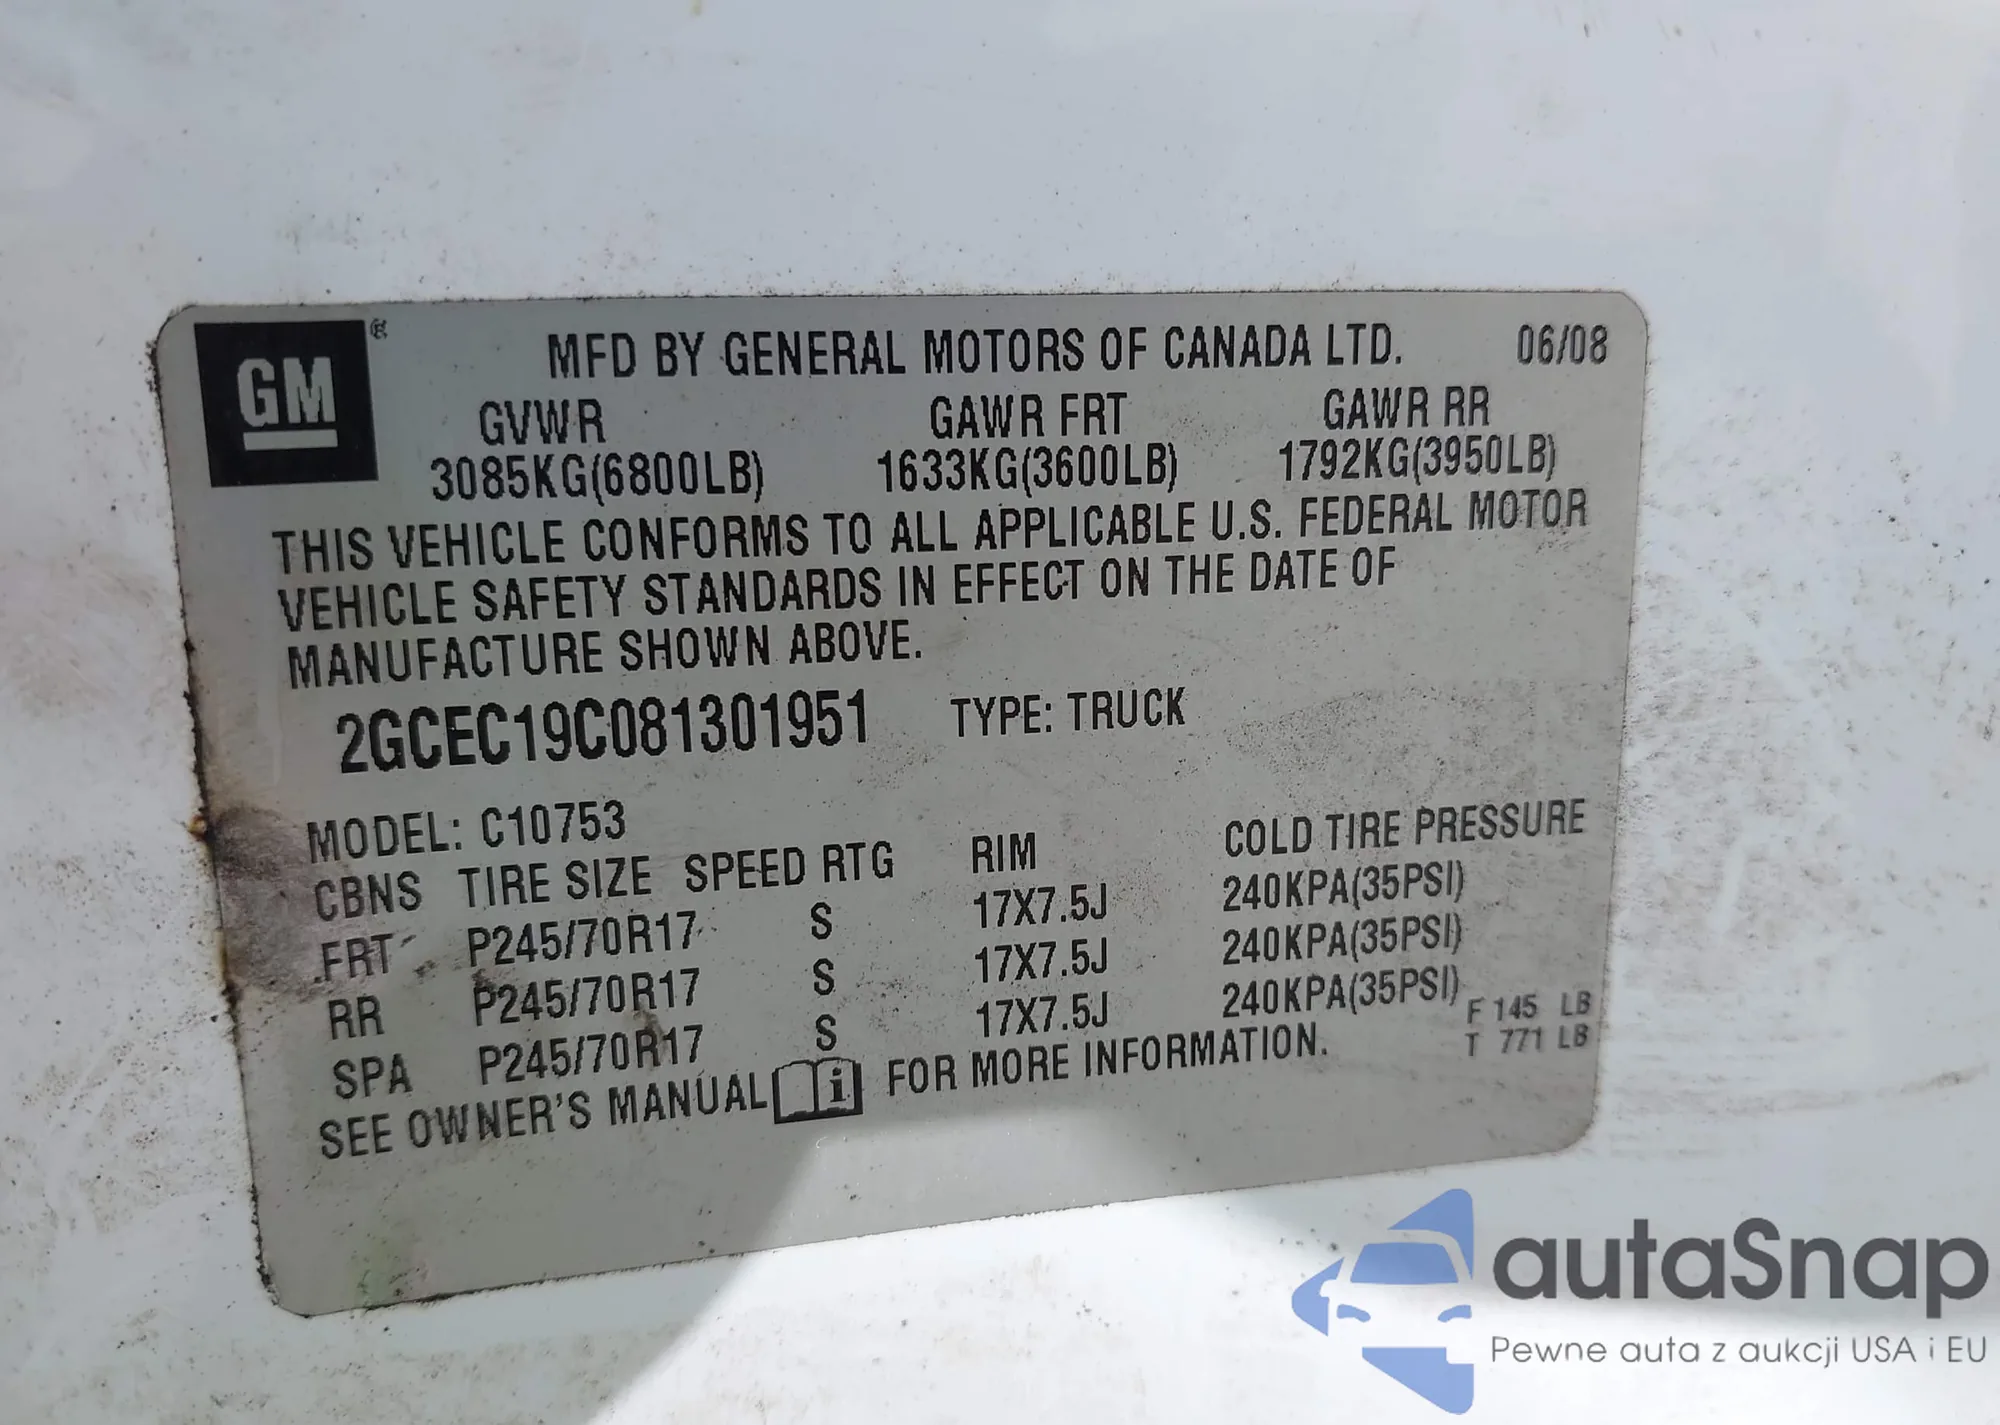 GM ® MFD BY GENERAL MOTORS OF CANADA LTD. 06/08
GVWR GAWR FRT GAWR RR
3085KG(6800LB) 1633KG(3600LB) 1792KG(3950LB)
THIS VEHICLE CONFORMS TO ALL APPLICABLE U.S. FEDERAL MOTOR
VEHICLE SAFETY STANDARDS IN EFFECT ON THE DATE OF
MANUFACTURE SHOWN ABOVE.
2GCEC19C081301951 TYPE: TRUCK
MODEL: C10753
CBNS TIRE SIZE SPEED RTG RIM COLD TIRE PRESSURE
FRT P245/70R17 S 17X7.5J 240KPA(35PSI)
RR P245/70R17 S 17X7.5J 240KPA(35PSI)
SPA P245/70R17 S 17X7.5J 240KPA(35PSI)
SEE OWNER'S MANUAL i FOR MORE INFORMATION.
F 145 LB
T 771 LB
autaSnap
Pewne auta z aukcji USA i EU